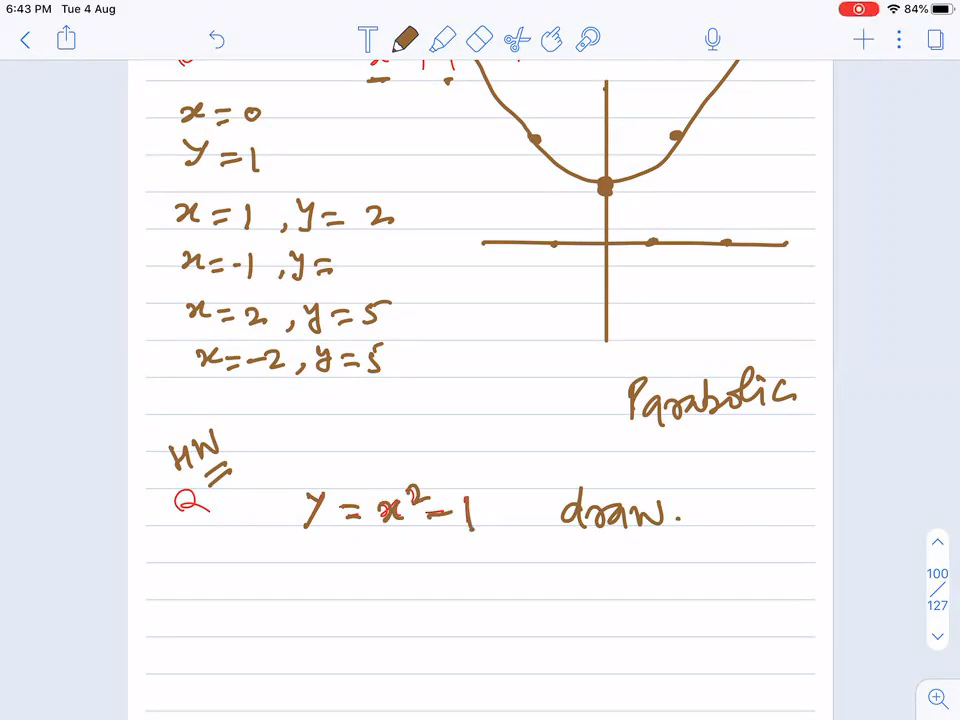 6:43 PM Tue 4 Aug
84%
T
x = 0
y = 1
x = 1 , y = 2
x = -1 , y =
x = 2 , y = 5
x = -2 , y = 5
Parabolic
HW
Q y = x² - 1 draw.
100
/
127